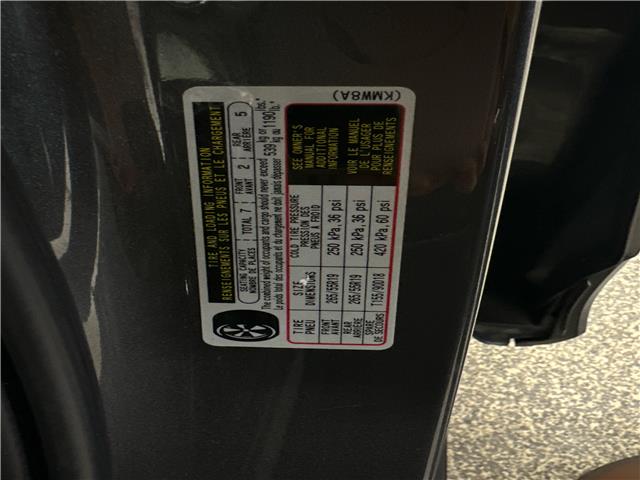 TIRE AND LOADING INFORMATION
RENSEIGNEMENTS SUR LES PNEUS ET LE CHARGEMENT
SEATING CAPACITY TOTAL 7 FRONT 2 REAR 5
NOMBRE DE PLACES AVANT ARRIÈRE
The combined weight of occupants and cargo should never exceed 539 kg or 1190 lbs.*
Le poids total des occupants et du chargement ne doit jamais dépasser kg ou lb.*
TIRE SIZE COLD TIRE PRESSURE
PNEU DIMENSIONS PRESSION DES PNEUS A FROID
FRONT AVANT 265/55R19 250 kPa, 36 psi
REAR ARRIÈRE 265/55R19 250 kPa, 36 psi
SPARE DE SECOURS T155/90D18 420 kPa, 60 psi
SEE OWNER'S
MANUAL FOR
ADDITIONAL
INFORMATION
VOIR LE MANUEL
DE L'USAGER
POUR PLUS DE
RENSEIGNEMENTS
(KMW8A)